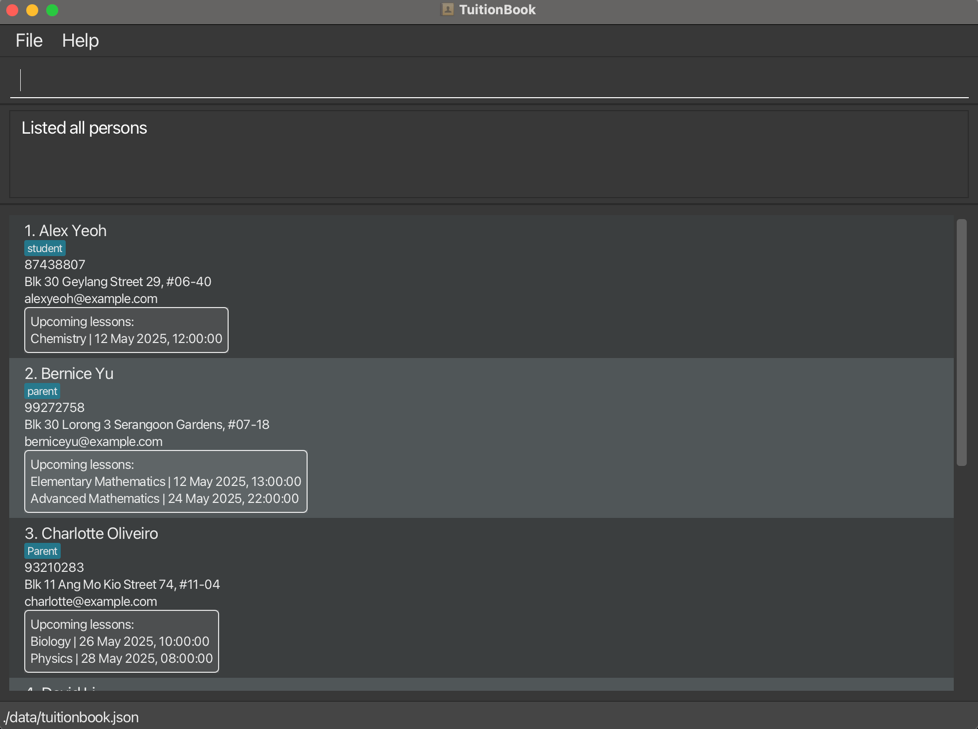 TuitionBook
File Help
Listed all persons
1. Alex Yeoh
student
87438807
Blk 30 Geylang Street 29, #06-40
alexyeoh@example.com
Upcoming lessons:
Chemistry | 12 May 2025, 12:00:00
2. Bernice Yu
parent
99272758
Blk 30 Lorong 3 Serangoon Gardens, #07-18
berniceyu@example.com
Upcoming lessons:
Elementary Mathematics | 12 May 2025, 13:00:00
Advanced Mathematics | 24 May 2025, 22:00:00
3. Charlotte Oliveiro
Parent
93210283
Blk 11 Ang Mo Kio Street 74, #11-04
charlotte@example.com
Upcoming lessons:
Biology | 26 May 2025, 10:00:00
Physics | 28 May 2025, 08:00:00
4. David Li
./data/tuitionbook.json